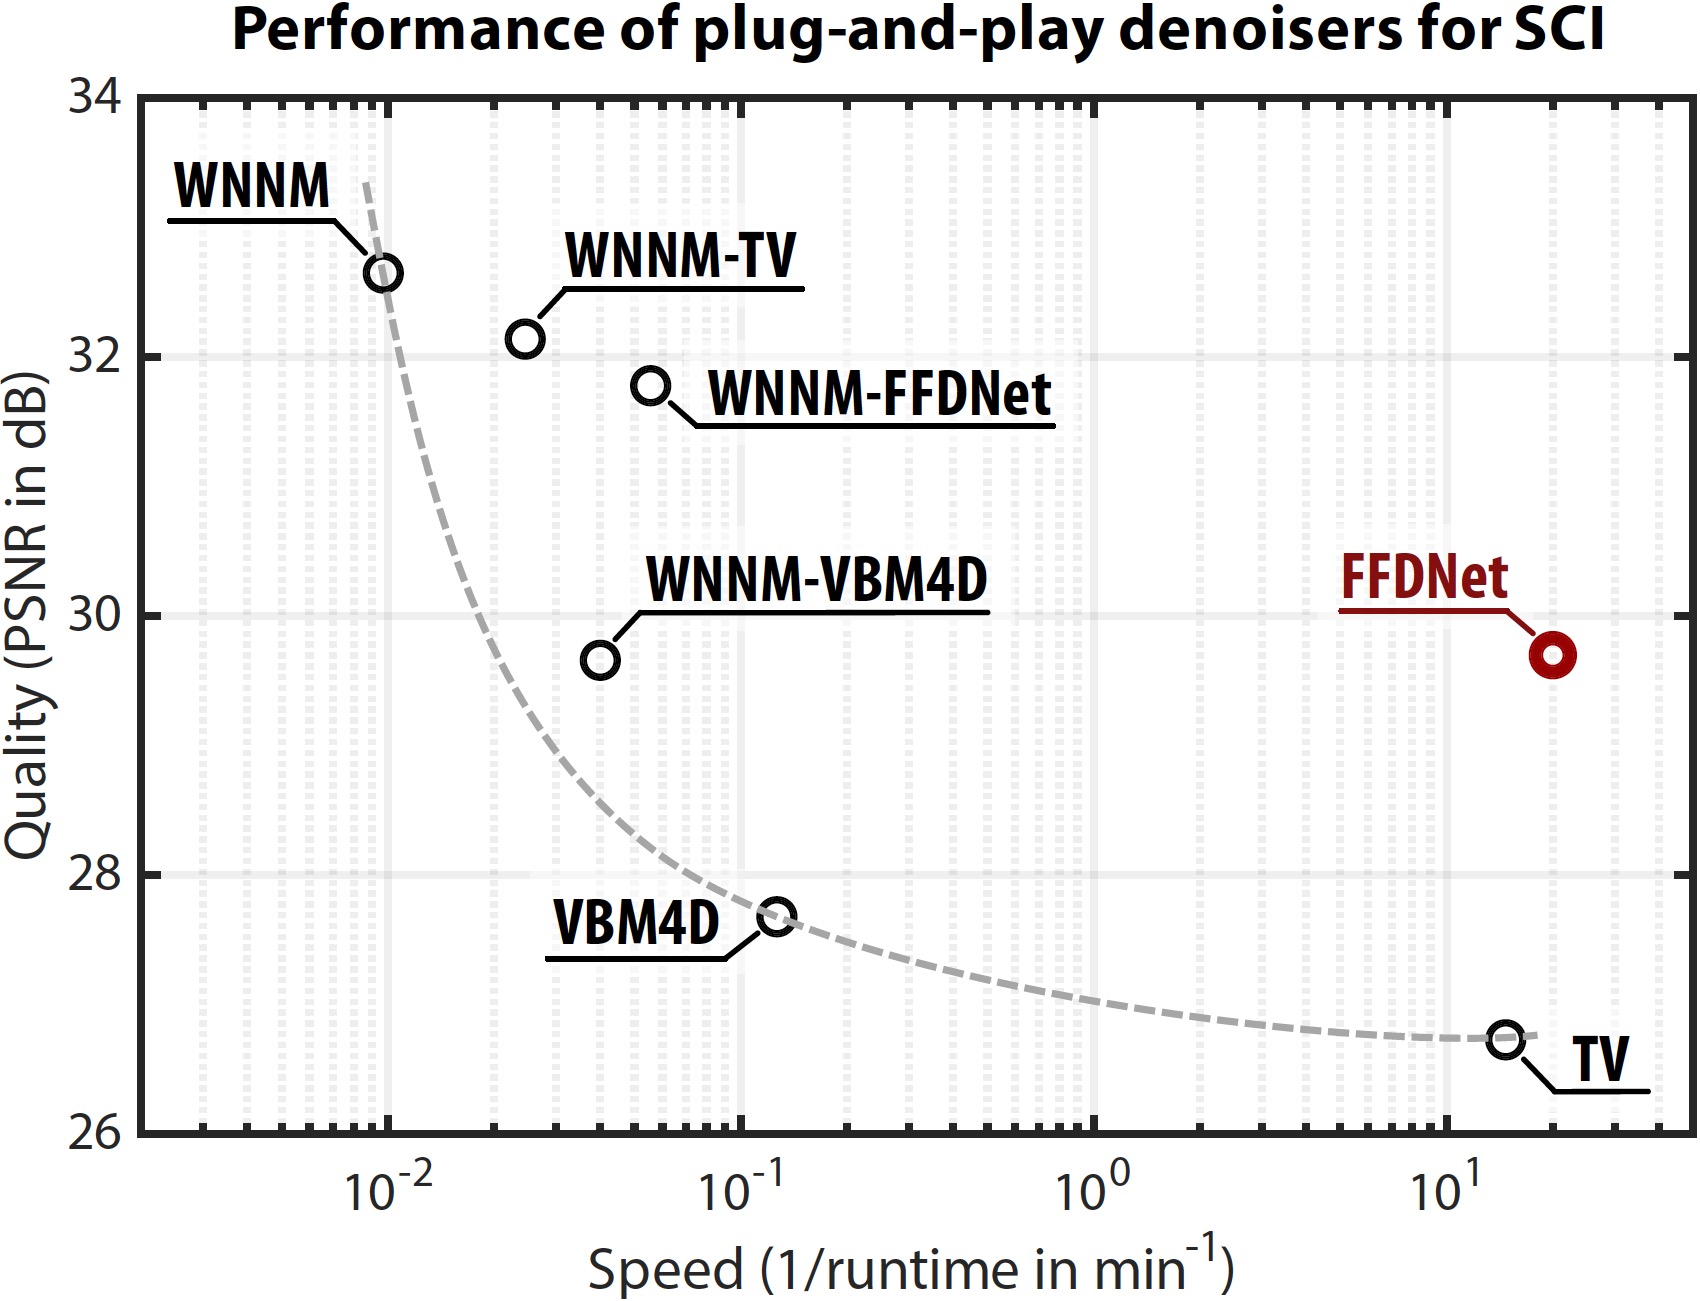 Performance of plug-and-play denoisers for SCI
34
WNNM
WNNM-TV
32
WNNM-FFDNet
WNNM-VBM4D
FFDNet
30
28
VBM4D
TV
26
Quality (PSNR in dB)
10⁻² 10⁻¹ 10⁰ 10¹
Speed (1/runtime in min⁻¹)